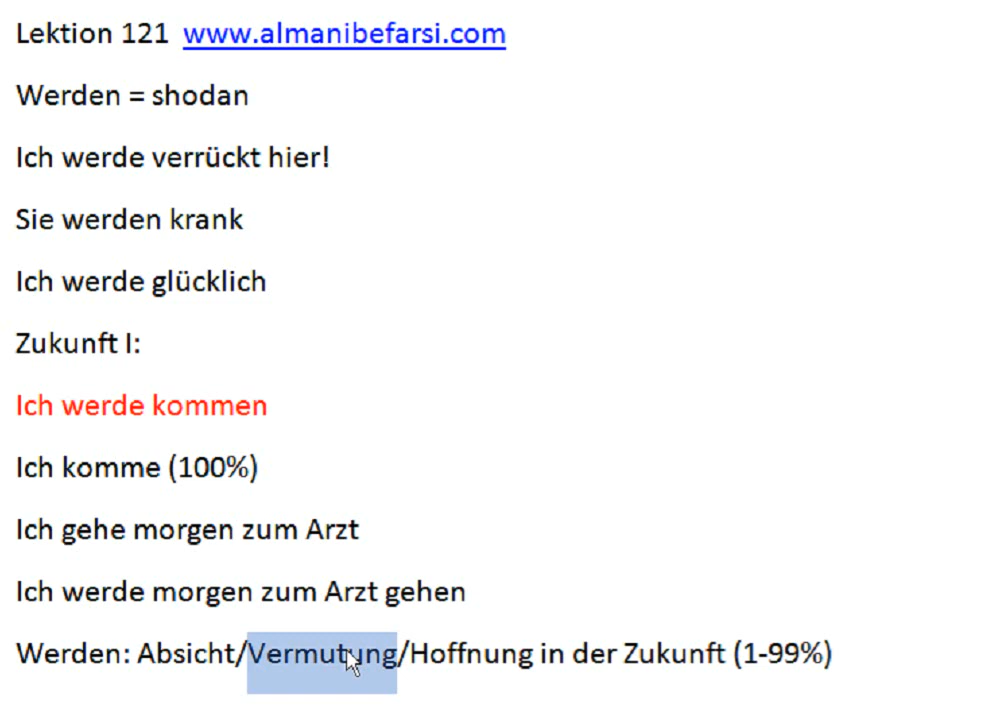 Lektion 121 www.almanibefarsi.com
Werden = shodan
Ich werde verrückt hier!
Sie werden krank
Ich werde glücklich
Zukunft I:
Ich werde kommen
Ich komme (100%)
Ich gehe morgen zum Arzt
Ich werde morgen zum Arzt gehen
Werden: Absicht/Vermutung/Hoffnung in der Zukunft (1-99%)